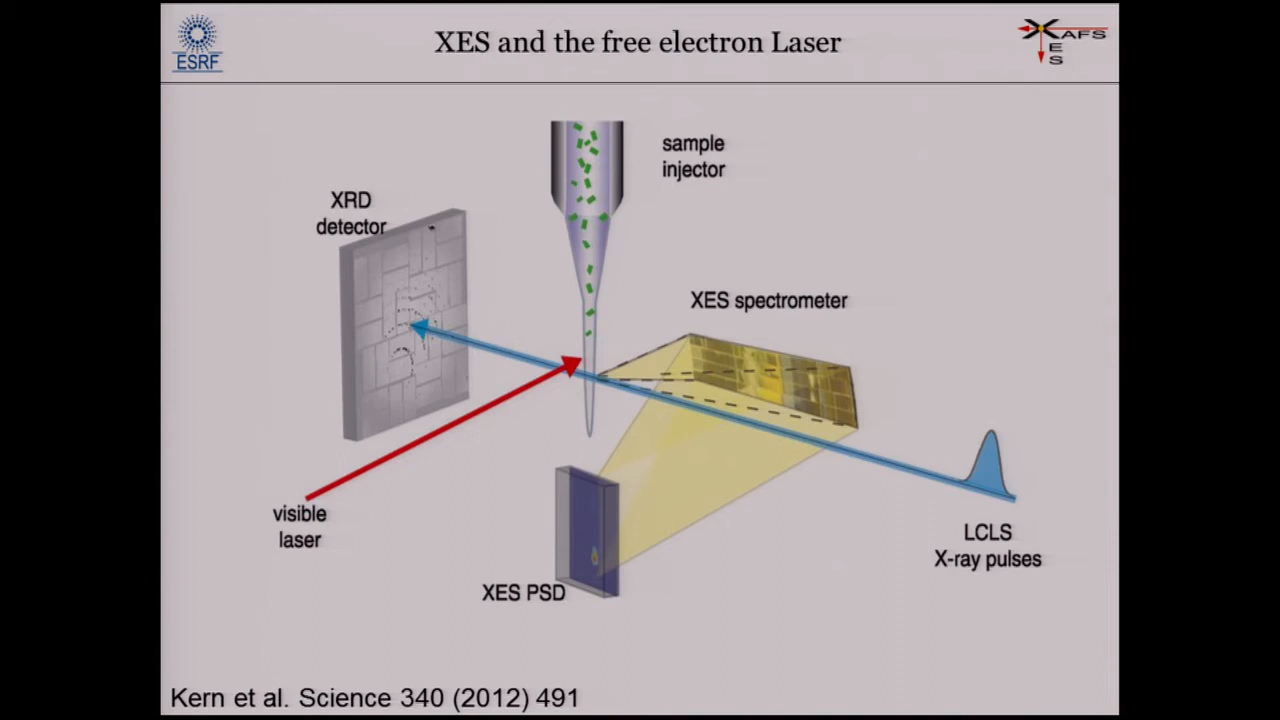 ESRF
XES and the free electron Laser
XAFS
E
S
sample
injector
XRD
detector
XES spectrometer
visible
laser
LCLS
X-ray pulses
XES PSD
Kern et al. Science 340 (2012) 491